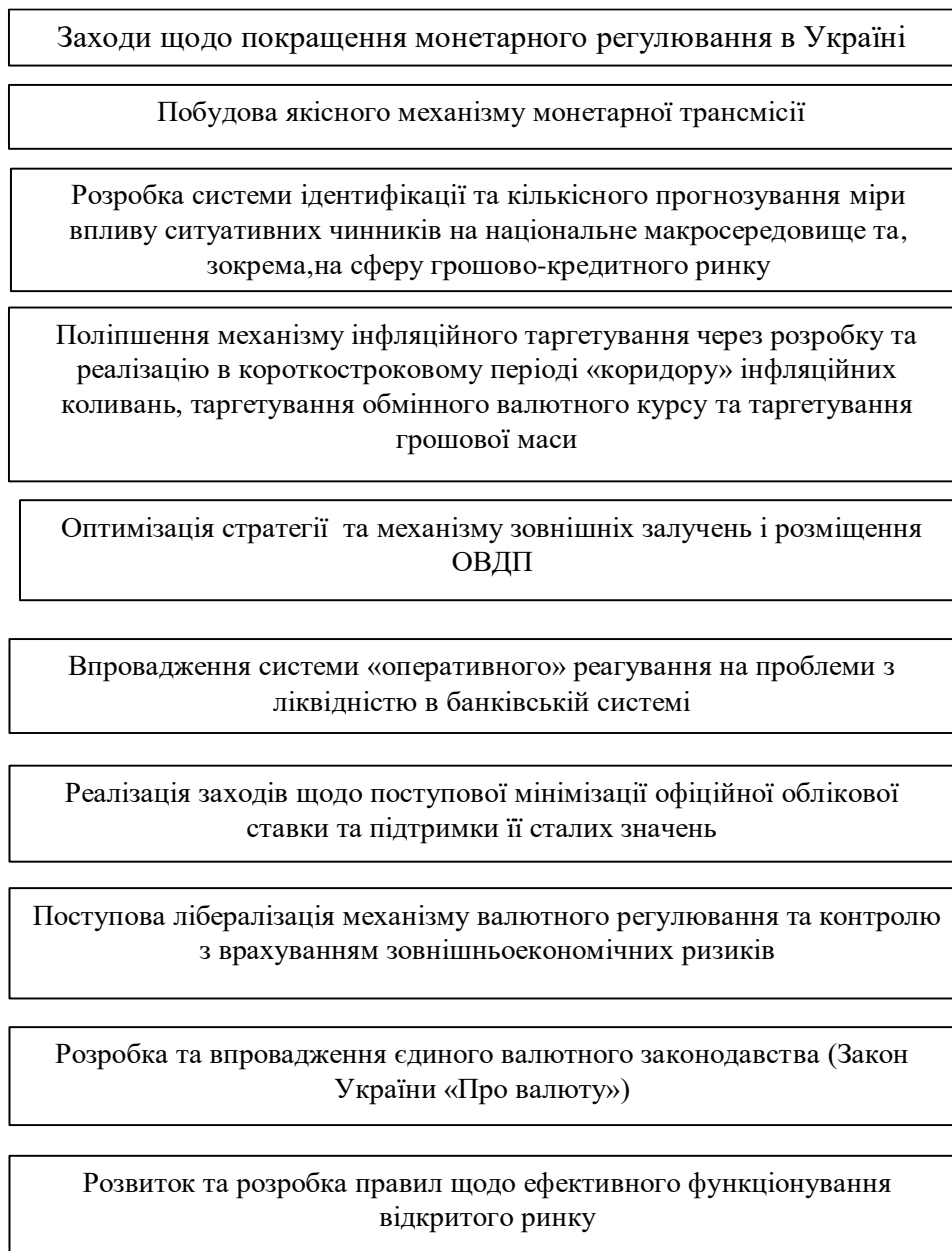 Заходи щодо покращення монетарного регулювання в Україні
Побудова якісного механізму монетарної трансмісії
Розробка системи ідентифікації та кількісного прогнозування міри
впливу ситуативних чинників на національне макросередовище та,
зокрема,на сферу грошово-кредитного ринку
Поліпшення механізму інфляційного таргетування через розробку та
реалізацію в короткостроковому періоді «коридору» інфляційних
коливань, таргетування обмінного валютного курсу та таргетування
грошової маси
Оптимізація стратегії та механізму зовнішніх залучень і розміщення
ОВДП
Впровадження системи «оперативного» реагування на проблеми з
ліквідністю в банківській системі
Реалізація заходів щодо поступової мінімізації офіційної облікової
ставки та підтримки її сталих значень
Поступова лібералізація механізму валютного регулювання та контролю
з врахуванням зовнішньоекономічних ризиків
Розробка та впровадження єдиного валютного законодавства (Закон
України «Про валюту»)
Розвиток та розробка правил щодо ефективного функціонування
відкритого ринку